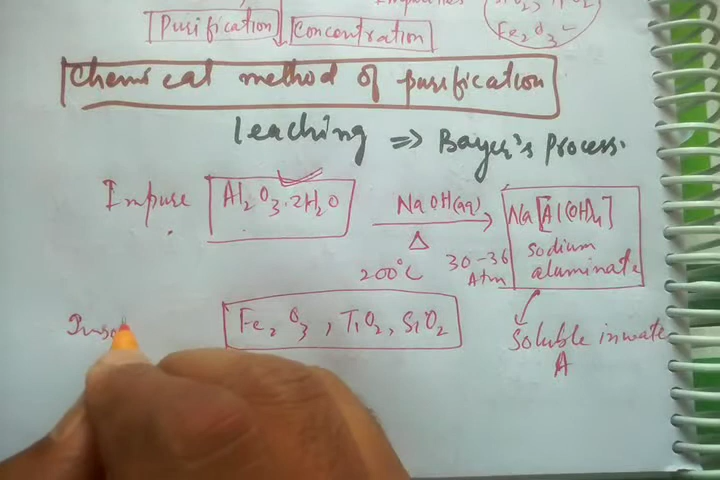 Purification Concentration
Fe₂O₃
Chemical method of purification
leaching ⇒ Bayer's Process.
Impure Al₂O₃.2H₂O NaOH(aq) Na[Al(OH)₄]
Δ sodium
200°C 30-36 aluminate
Atm
Fe₂O₃, TiO₂, SiO₂ Soluble in wate
A